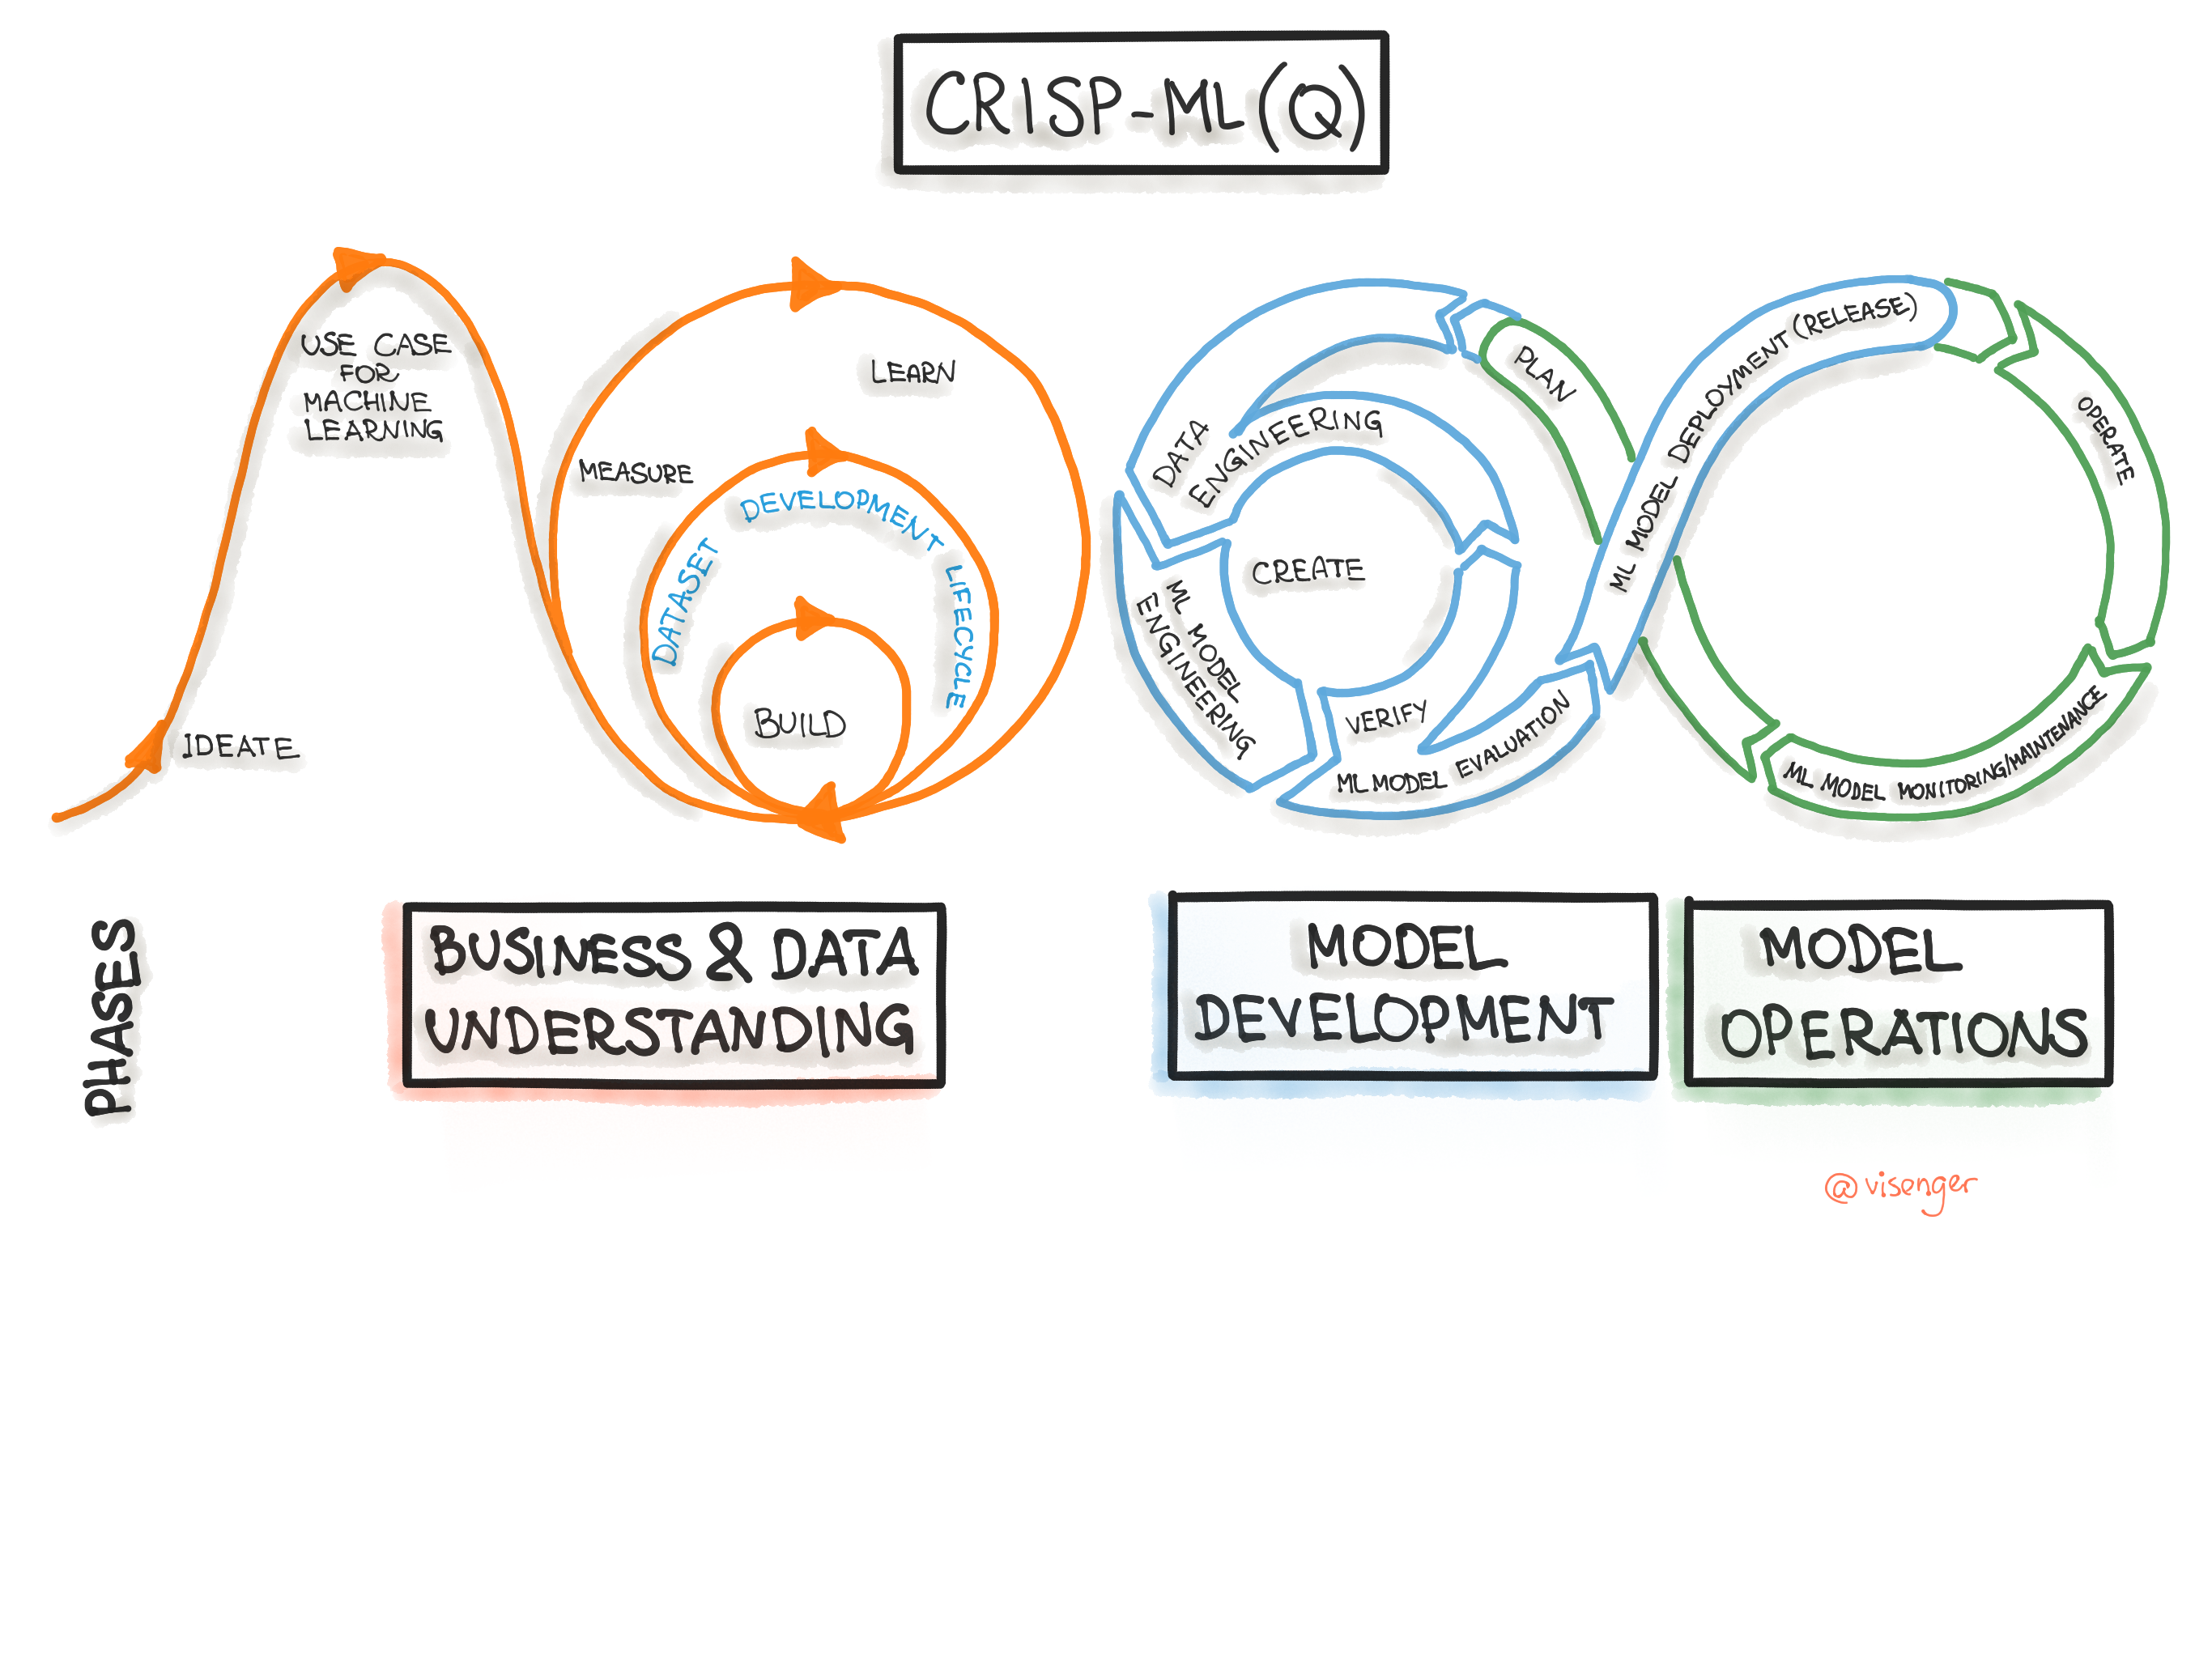 CRISP-ML(Q)
USE CASE
FOR
MACHINE
LEARNING
IDEATE
LEARN
MEASURE
DATASET DEVELOPMENT LIFECYCLE
BUILD
DATA
ENGINEERING
PLAN
CREATE
ML MODEL
ENGINEERING
VERIFY
ML MODEL EVALUATION
ML MODEL DEPLOYMENT (RELEASE)
OPERATE
ML MODEL MONITORING/MAINTENANCE
PHASES
BUSINESS & DATA
UNDERSTANDING
MODEL
DEVELOPMENT
MODEL
OPERATIONS
@visenger